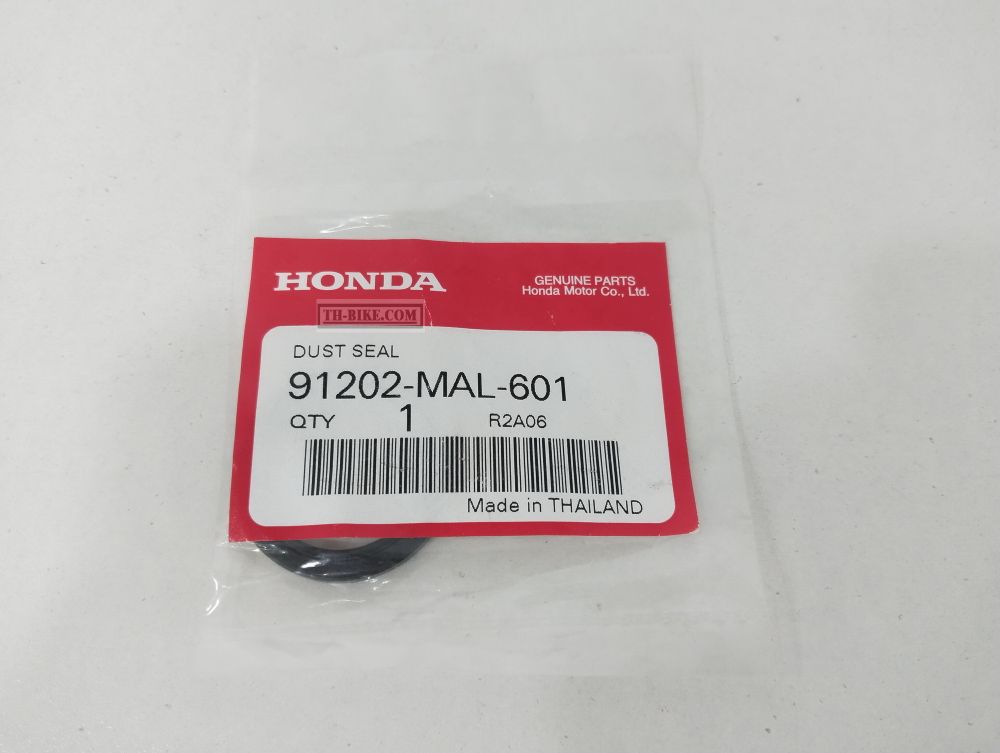 HONDA
GENUINE PARTS
Honda Motor Co., Ltd.
TH-BIKE.COM
DUST SEAL
91202-MAL-601
QTY 1 R2A06
Made in THAILAND